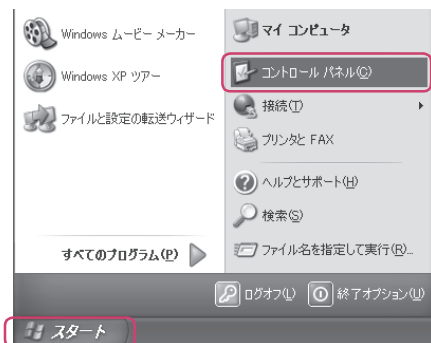 Windows ムービー メーカー
Windows XP ツアー
ファイルと設定の転送ウィザード
すべてのプログラム(P)
マイ コンピュータ
コントロール パネル(C)
接続(T)
プリンタと FAX
ヘルプとサポート(H)
検索(S)
ファイル名を指定して実行(R)...
ログオフ(L)
終了オプション(U)
スタート